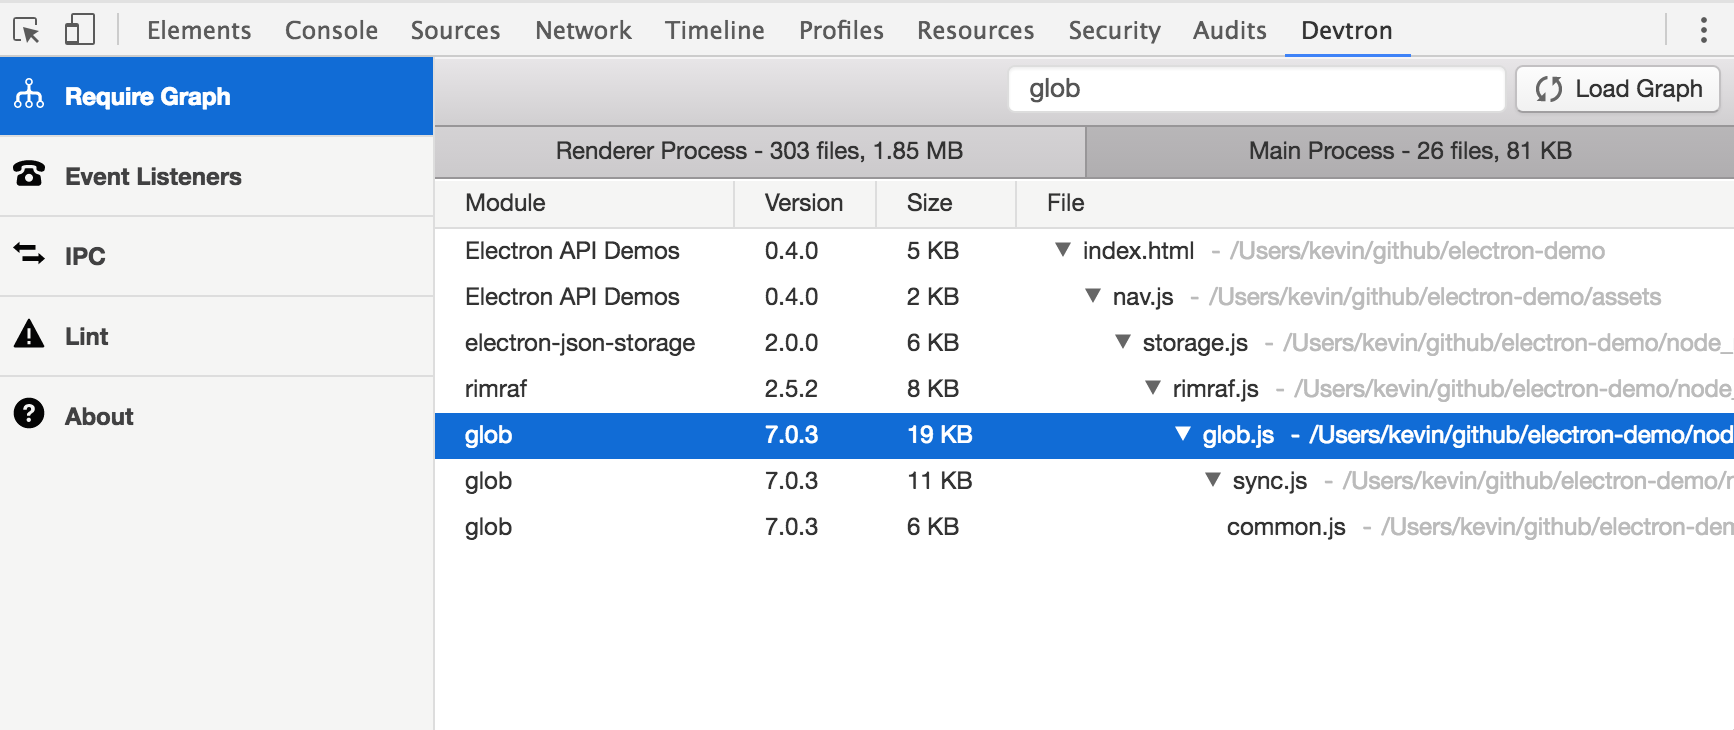 Elements Console Sources Network Timeline Profiles Resources Security Audits Devtron
Require Graph
Event Listeners
IPC
Lint
About
glob
Load Graph
Renderer Process - 303 files, 1.85 MB
Main Process - 26 files, 81 KB
Module Version Size File
Electron API Demos 0.4.0 5 KB index.html - /Users/kevin/github/electron-demo
Electron API Demos 0.4.0 2 KB nav.js - /Users/kevin/github/electron-demo/assets
electron-json-storage 2.0.0 6 KB storage.js - /Users/kevin/github/electron-demo/node_
rimraf 2.5.2 8 KB rimraf.js - /Users/kevin/github/electron-demo/node_
glob 7.0.3 19 KB glob.js - /Users/kevin/github/electron-demo/nod
glob 7.0.3 11 KB sync.js - /Users/kevin/github/electron-demo/n
glob 7.0.3 6 KB common.js - /Users/kevin/github/electron-dem